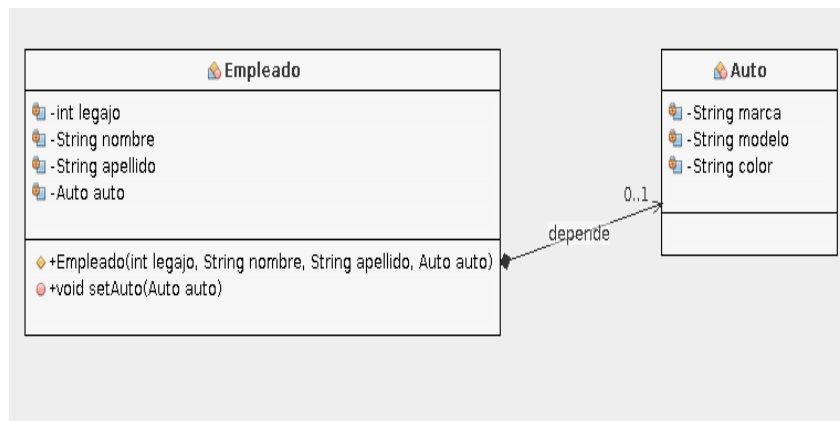 Empleado
-int legajo
-String nombre
-String apellido
-Auto auto
+Empleado(int legajo, String nombre, String apellido, Auto auto)
+void setAuto(Auto auto)
depende
0..1
Auto
-String marca
-String modelo
-String color